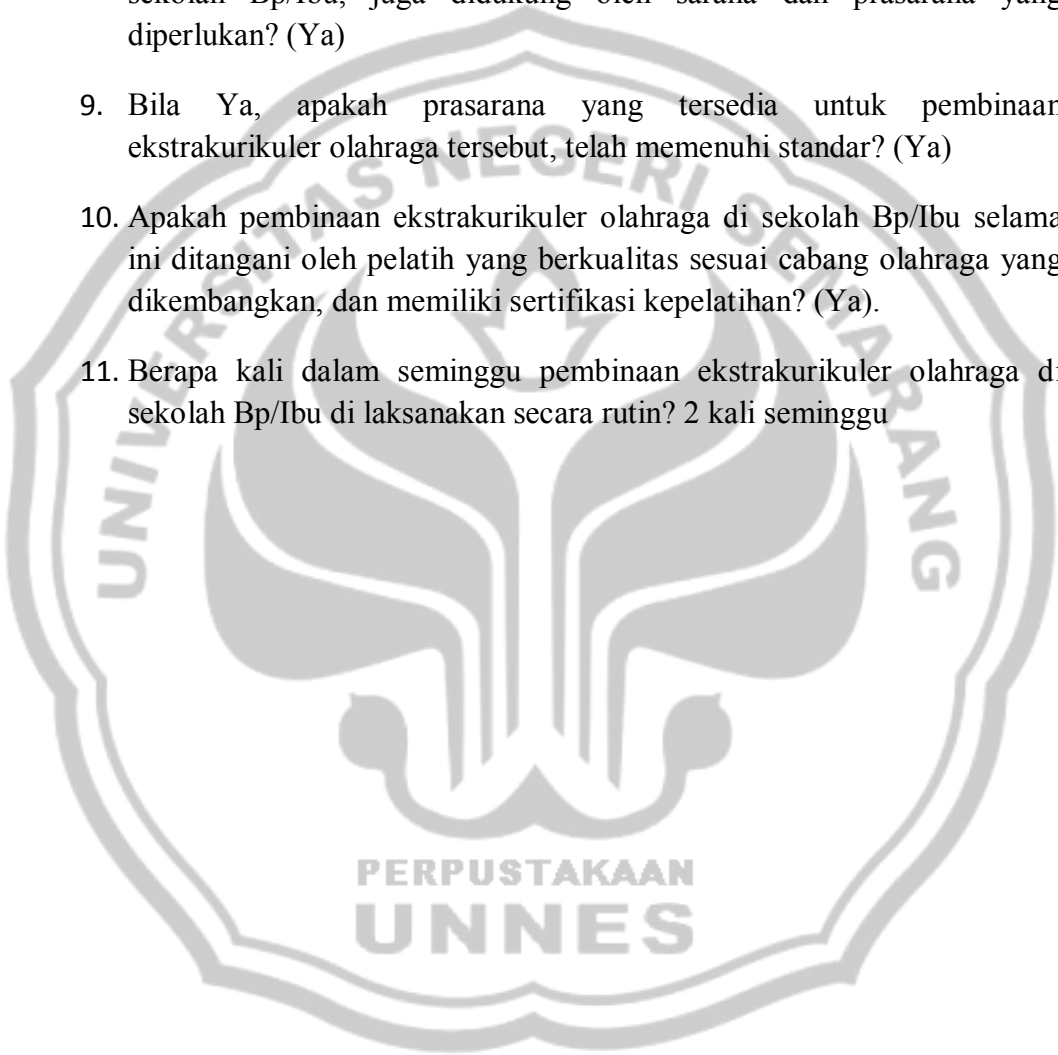 sekolah Bp/Ibu, juga didukung oleh sarana dan prasarana yang
diperlukan? (Ya)
9. Bila Ya, apakah prasarana yang tersedia untuk pembinaan
ekstrakurikuler olahraga tersebut, telah memenuhi standar? (Ya)
10. Apakah pembinaan ekstrakurikuler olahraga di sekolah Bp/Ibu selama
ini ditangani oleh pelatih yang berkualitas sesuai cabang olahraga yang
dikembangkan, dan memiliki sertifikasi kepelatihan? (Ya).
11. Berapa kali dalam seminggu pembinaan ekstrakurikuler olahraga di
sekolah Bp/Ibu di laksanakan secara rutin? 2 kali seminggu
UNIVERSITAS NEGERI SEMARANG
PERPUSTAKAAN
UNNES